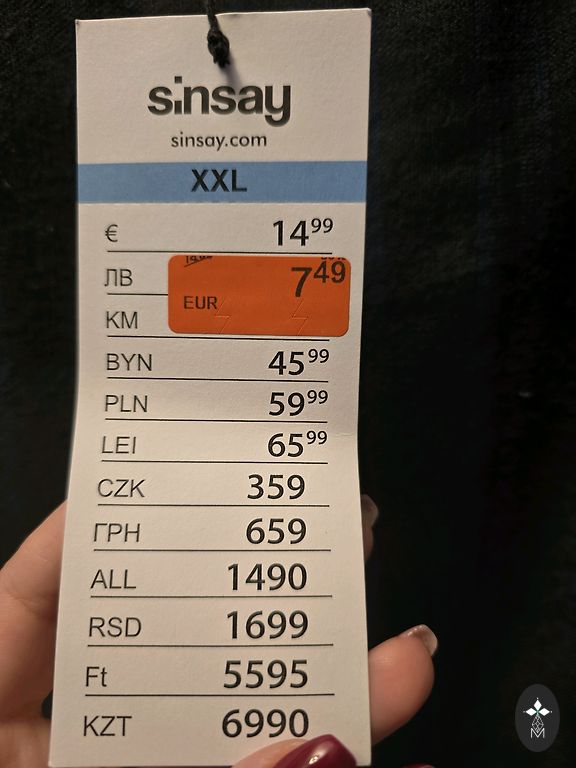 sinsay
sinsay.com
XXL
€ 14⁹⁹
ЛВ
7⁴⁹
EUR
KM
BYN 45⁹⁹
PLN 59⁹⁹
LEI 65⁹⁹
CZK 359
ГРН 659
ALL 1490
RSD 1699
Ft 5595
KZT 6990
M